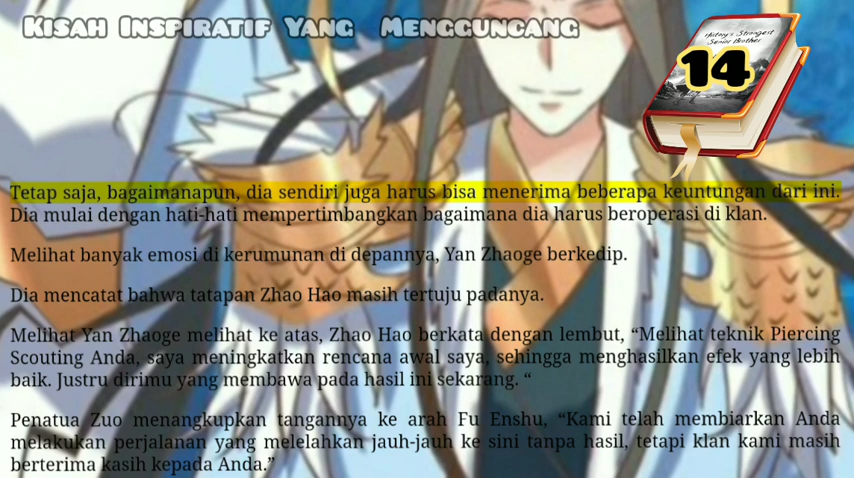 Kisah Inspiratif Yang Mengguncang
History's Strongest
Senior Brother
14
Tetap saja, bagaimanapun, dia sendiri juga harus bisa menerima beberapa keuntungan dari ini.
Dia mulai dengan hati-hati mempertimbangkan bagaimana dia harus beroperasi di klan.
Melihat banyak emosi di kerumunan di depannya, Yan Zhaoge berkedip.
Dia mencatat bahwa tatapan Zhao Hao masih tertuju padanya.
Melihat Yan Zhaoge melihat ke atas, Zhao Hao berkata dengan lembut, “Melihat teknik Piercing
Scouting Anda, saya meningkatkan rencana awal saya, sehingga menghasilkan efek yang lebih
baik. Justru dirimu yang membawa pada hasil ini sekarang. “
Penatua Zuo menangkupkan tangannya ke arah Fu Enshu, “Kami telah membiarkan Anda
melakukan perjalanan yang melelahkan jauh-jauh ke sini tanpa hasil, tetapi klan kami masih
berterima kasih kepada Anda.”